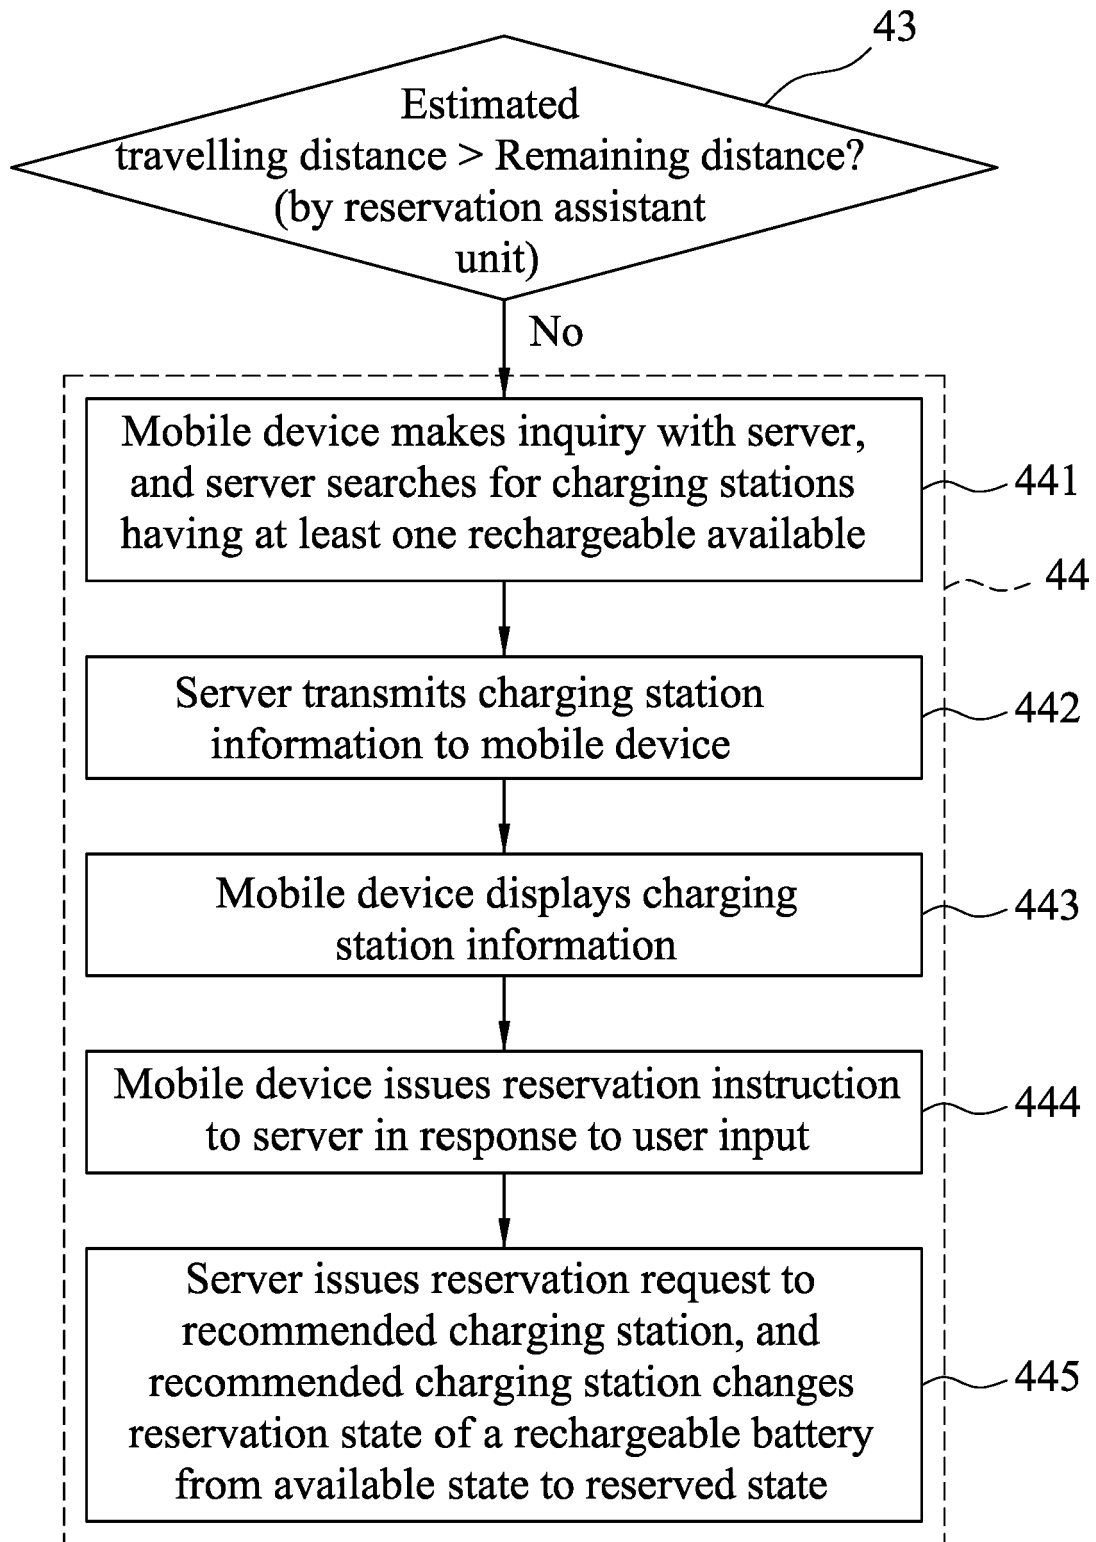 43
Estimated
travelling distance > Remaining distance?
(by reservation assistant
unit)
No
Mobile device makes inquiry with server,
and server searches for charging stations
having at least one rechargeable available
441
44
Server transmits charging station
information to mobile device
442
Mobile device displays charging
station information
443
Mobile device issues reservation instruction
to server in response to user input
444
Server issues reservation request to
recommended charging station, and
recommended charging station changes
reservation state of a rechargeable battery
from available state to reserved state
445